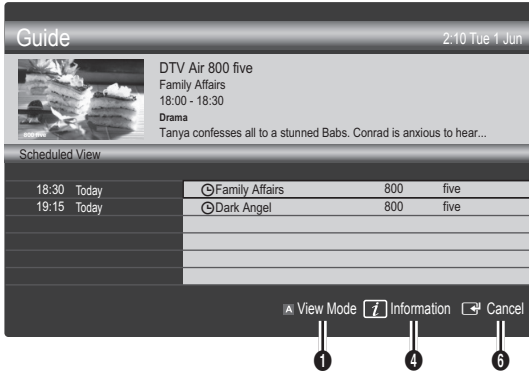 Guide 2:10 Tue 1 Jun
DTV Air 800 five
Family Affairs
18:00 - 18:30
Drama
Tanya confesses all to a stunned Babs. Conrad is anxious to hear...
800 five
Scheduled View
18:30 Today Family Affairs 800 five
19:15 Today Dark Angel 800 five
A View Mode i Information Cancel
1 4 6